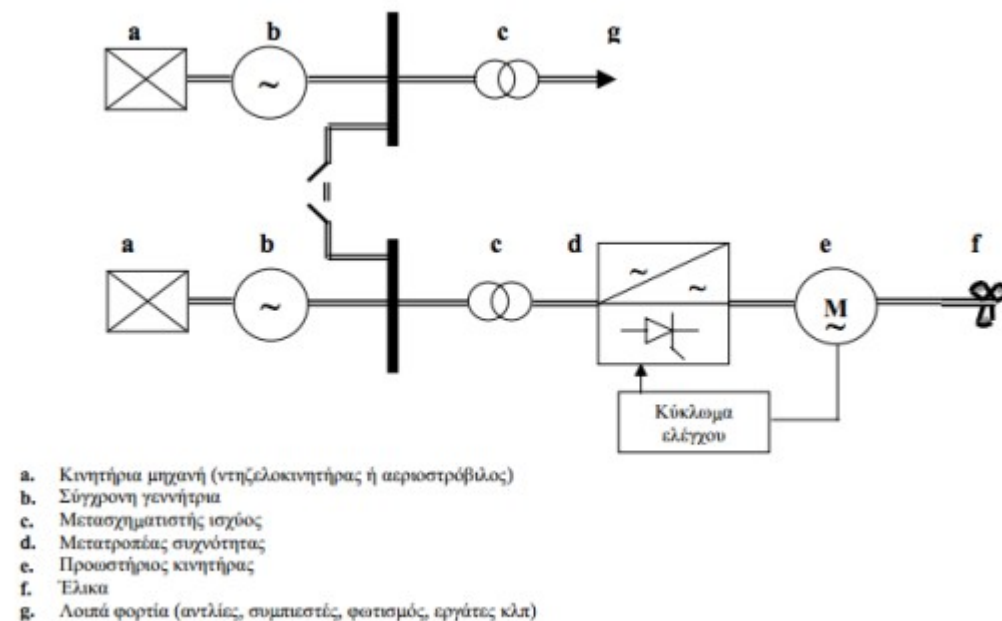 a b c g
~
a b c d e f
~ ~ ~ M ~
Κύκλωμα
ελέγχου
a. Κινητήρια μηχανή (ντηζελοκινητήρας ή αεριοστρόβιλος)
b. Σύγχρονη γεννήτρια
c. Μετασχηματιστής ισχύος
d. Μετατροπέας συχνότητας
e. Προωστήριος κινητήρας
f. Έλικα
g. Λοιπά φορτία (αντλίες, συμπιεστές, φωτισμός, εργάτες κλπ)